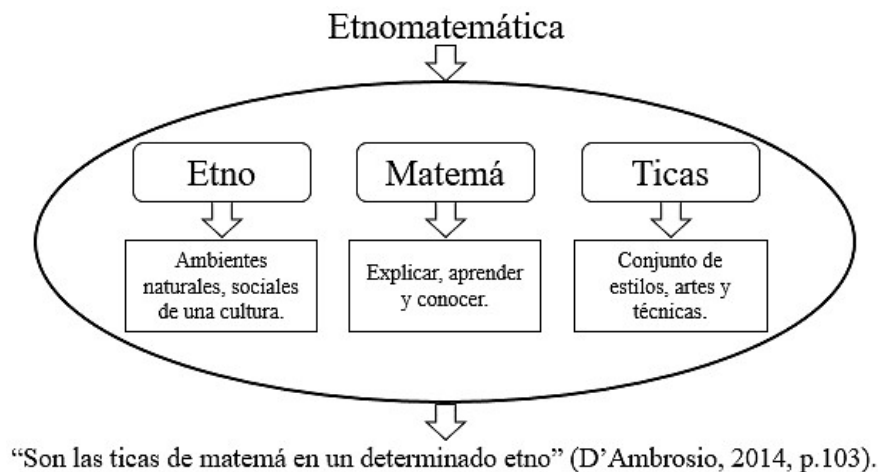 Etnomatemática
Etno
Matemá
Ticas
Ambientes
naturales, sociales
de una cultura.
Explicar, aprender
y conocer.
Conjunto de
estilos, artes y
técnicas.
“Son las ticas de matemá en un determinado etno” (D’Ambrosio, 2014, p.103).